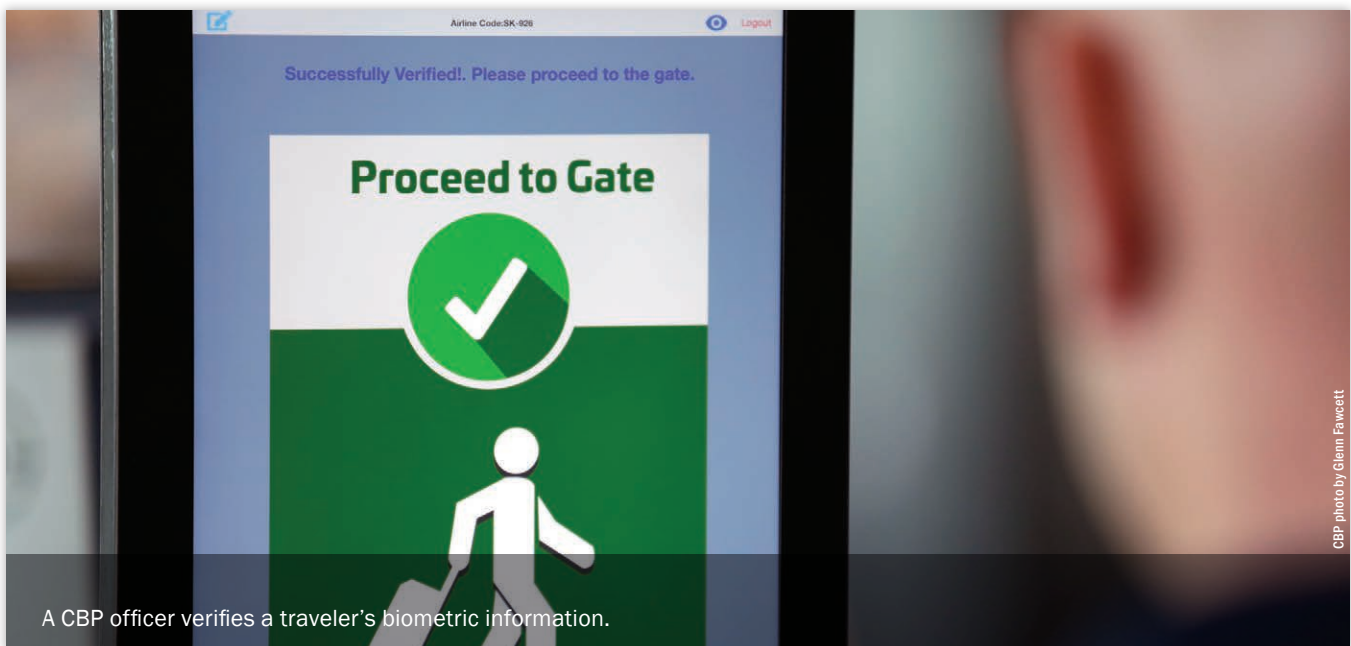 Airline Code:SK-926
Logout
Successfully Verified!. Please proceed to the gate.
Proceed to Gate
CBP photo by Glenn Fawcett
A CBP officer verifies a traveler’s biometric information.